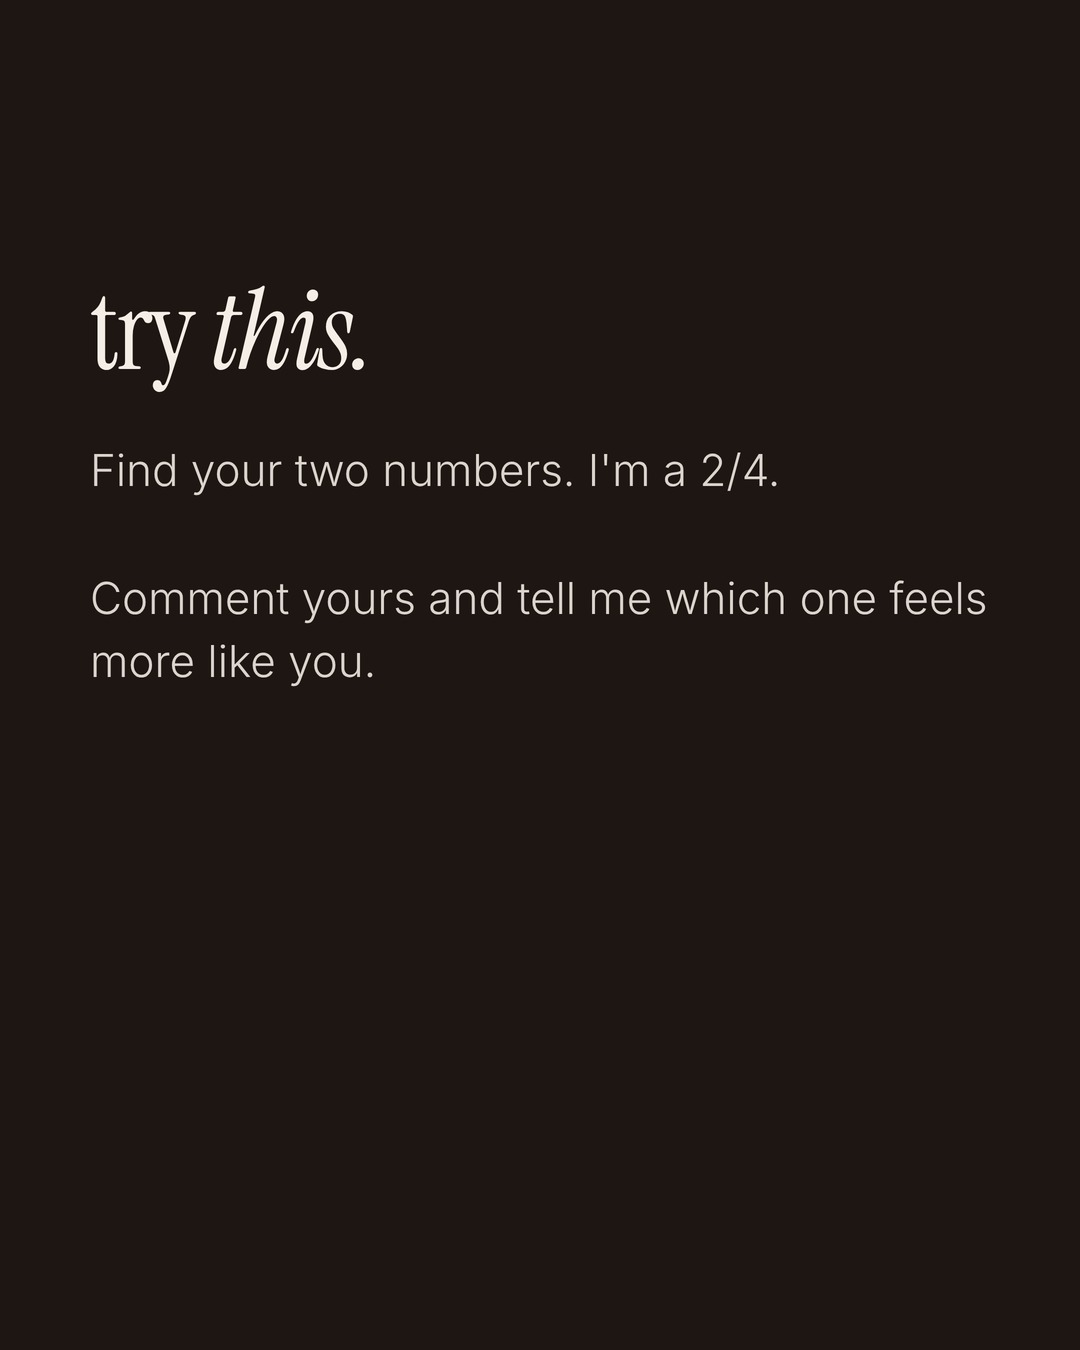 try this.
Find your two numbers. I'm a 2/4.
Comment yours and tell me which one feels
more like you.